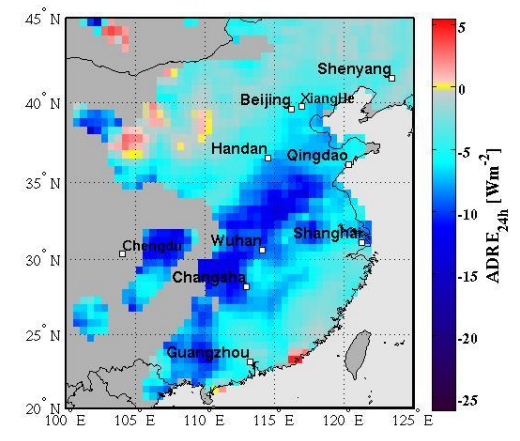 45° N
5
Shenyang
0
40° N
Beijing
XiangHe
Handan
Qingdao
-5
35° N
-10
Chengdu
Wuhan
Shanghai
30° N
Changsha
-15
25° N
-20
Guangzhou
20° N
-25
100 E
105° E
110° E
115° E
120° E
125° E
ADRE24h [Wm-2]